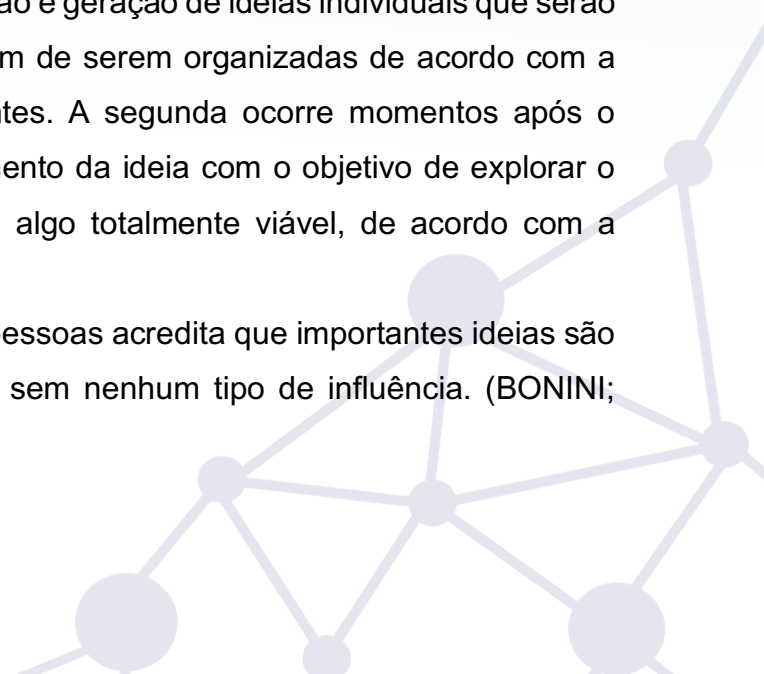 ão e geração de ideias individuais que serão
m de serem organizadas de acordo com a
ntes. A segunda ocorre momentos após o
mento da ideia com o objetivo de explorar o
algo totalmente viável, de acordo com a
pessoas acredita que importantes ideias são
sem nenhum tipo de influência. (BONINI;